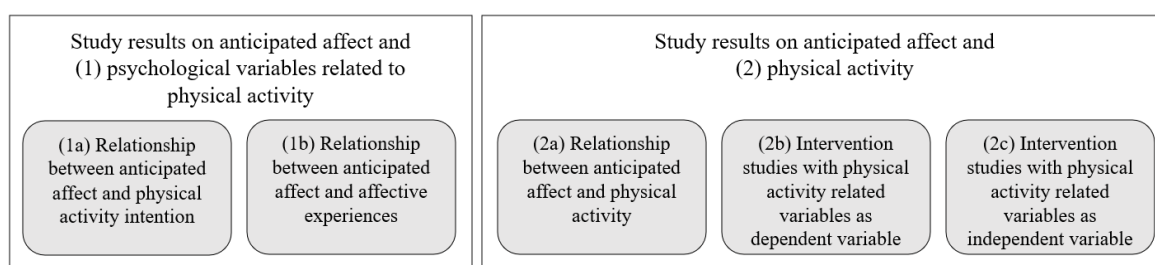 Study results on anticipated affect and
(1) psychological variables related to
physical activity
(1a) Relationship
between anticipated
affect and physical
activity intention
(1b) Relationship
between anticipated
affect and affective
experiences
Study results on anticipated affect and
(2) physical activity
(2a) Relationship
between anticipated
affect and physical
activity
(2b) Intervention
studies with physical
activity related
variables as
dependent variable
(2c) Intervention
studies with physical
activity related
variables as
independent variable